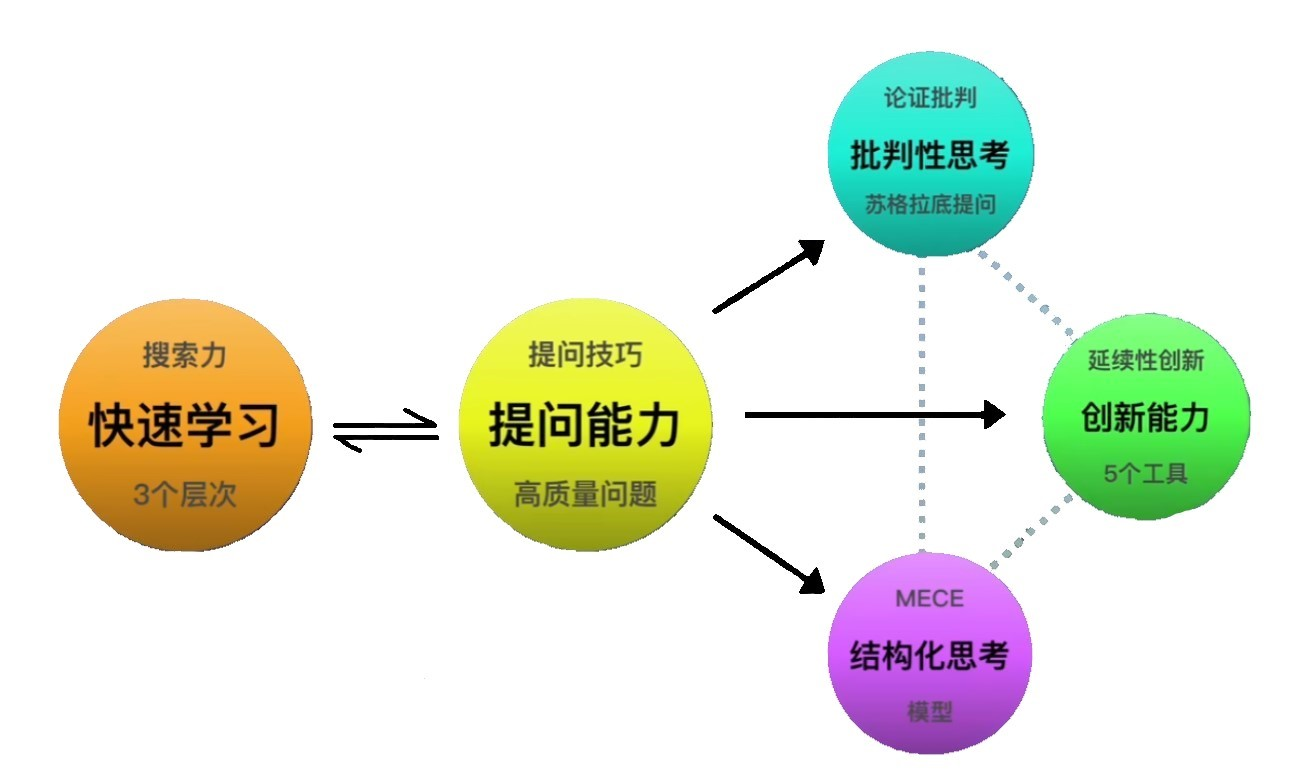 搜索力
快速学习
3个层次
提问技巧
提问能力
高质量问题
论证批判
批判性思考
苏格拉底提问
延续性创新
创新能力
5个工具
MECE
结构化思考
模型